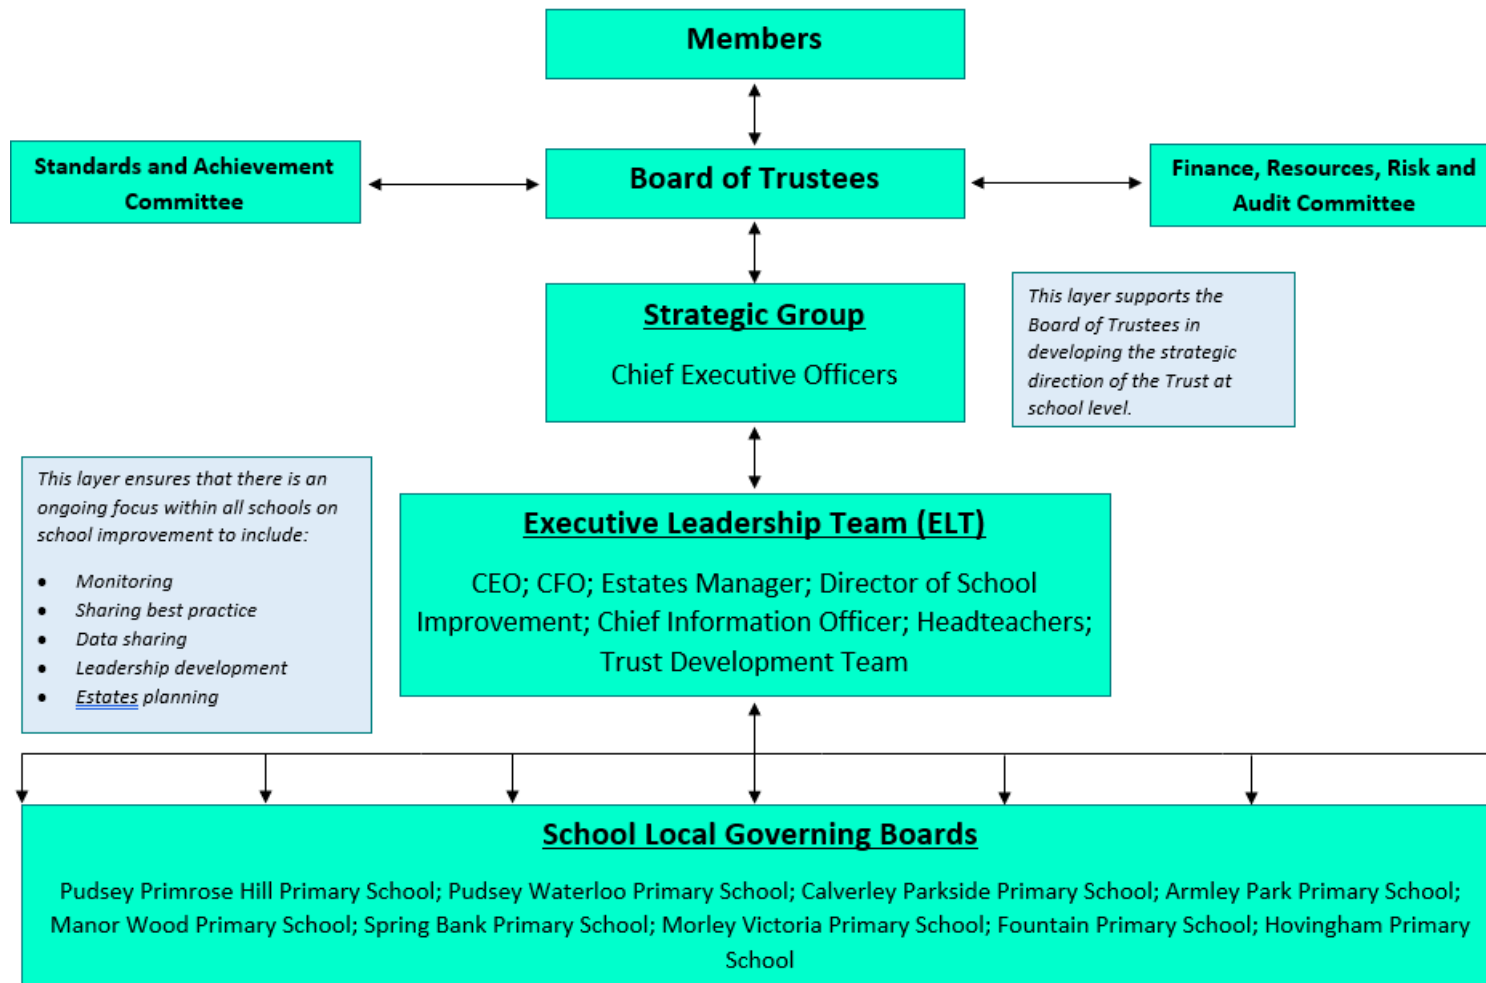 Members
Standards and Achievement
Committee
Board of Trustees
Finance, Resources, Risk and
Audit Committee
Strategic Group
Chief Executive Officers
This layer supports the
Board of Trustees in
developing the strategic
direction of the Trust at
school level.
This layer ensures that there is an
ongoing focus within all schools on
school improvement to include:
• Monitoring
• Sharing best practice
• Data sharing
• Leadership development
• Estates planning
Executive Leadership Team (ELT)
CEO; CFO; Estates Manager; Director of School
Improvement; Chief Information Officer; Headteachers;
Trust Development Team
School Local Governing Boards
Pudsey Primrose Hill Primary School; Pudsey Waterloo Primary School; Calverley Parkside Primary School; Armley Park Primary School;
Manor Wood Primary School; Spring Bank Primary School; Morley Victoria Primary School; Fountain Primary School; Hovingham Primary
School